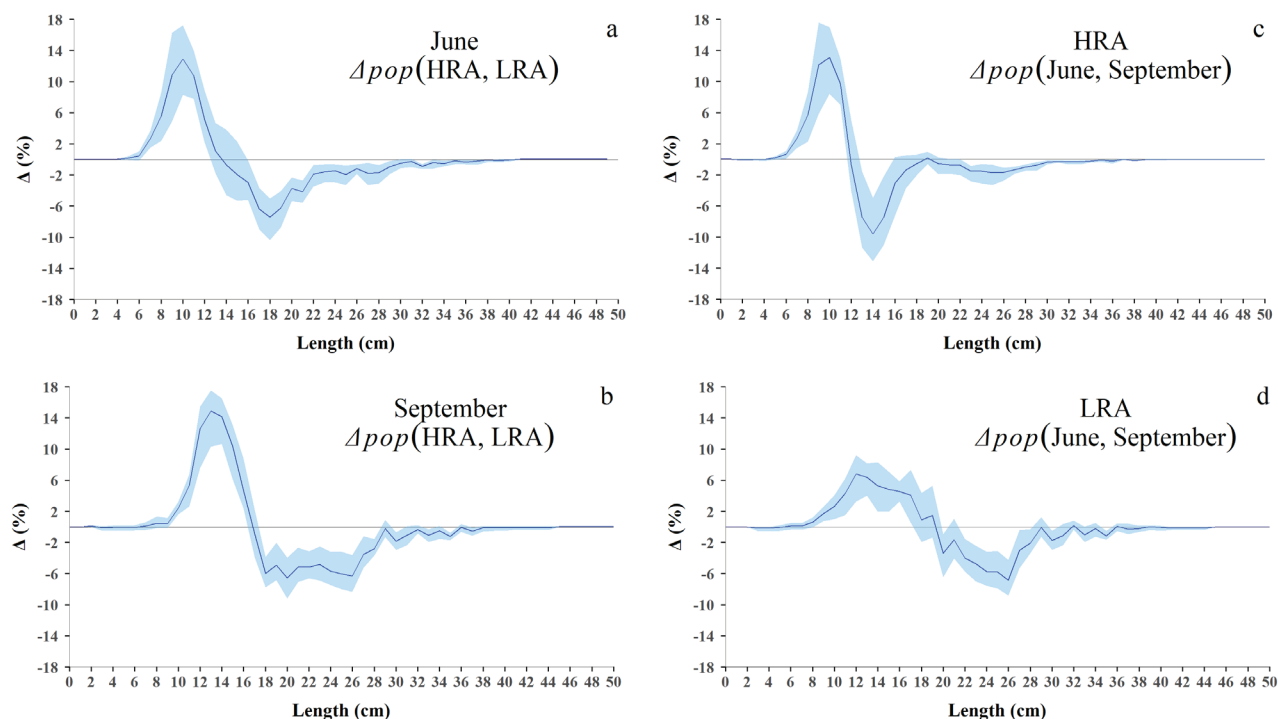 a
June
Δpop(HRA, LRA)
18
14
10
6
2
-2
-6
-10
-14
-18
Δ (%)
0 2 4 6 8 10 12 14 16 18 20 22 24 26 28 30 32 34 36 38 40 42 44 46 48 50
Length (cm)
c
HRA
Δpop(June, September)
18
14
10
6
2
-2
-6
-10
-14
-18
Δ (%)
0 2 4 6 8 10 12 14 16 18 20 22 24 26 28 30 32 34 36 38 40 42 44 46 48 50
Length (cm)
b
September
Δpop(HRA, LRA)
18
14
10
6
2
-2
-6
-10
-14
-18
Δ (%)
0 2 4 6 8 10 12 14 16 18 20 22 24 26 28 30 32 34 36 38 40 42 44 46 48 50
Length (cm)
d
LRA
Δpop(June, September)
18
14
10
6
2
-2
-6
-10
-14
-18
Δ (%)
0 2 4 6 8 10 12 14 16 18 20 22 24 26 28 30 32 34 36 38 40 42 44 46 48 50
Length (cm)